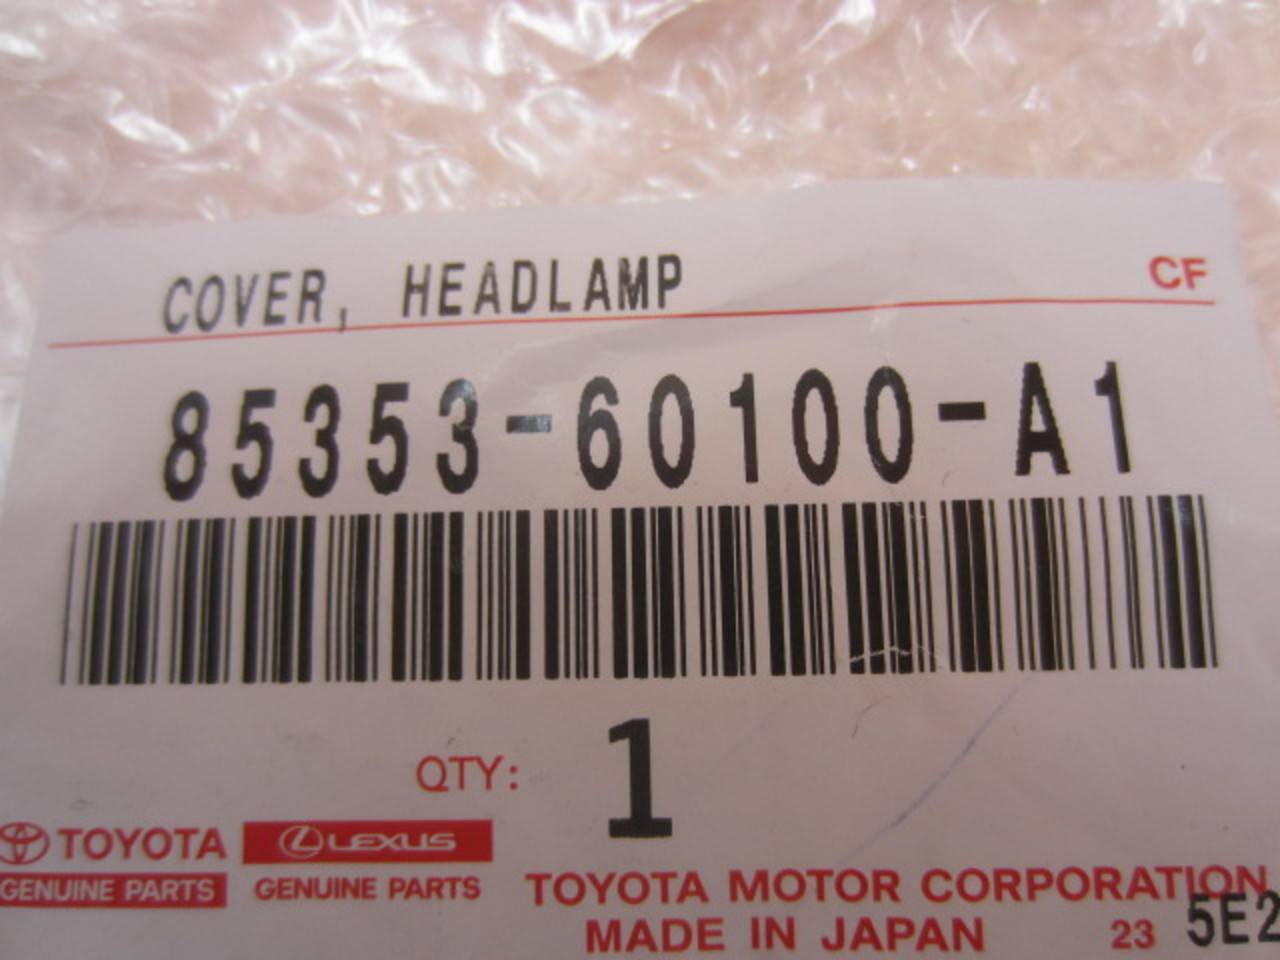 COVER, HEADLAMP
CF
85353-60100-A1
QTY: 1
TOYOTA LEXUS
GENUINE PARTS GENUINE PARTS
TOYOTA MOTOR CORPORATION
MADE IN JAPAN 23 5E2